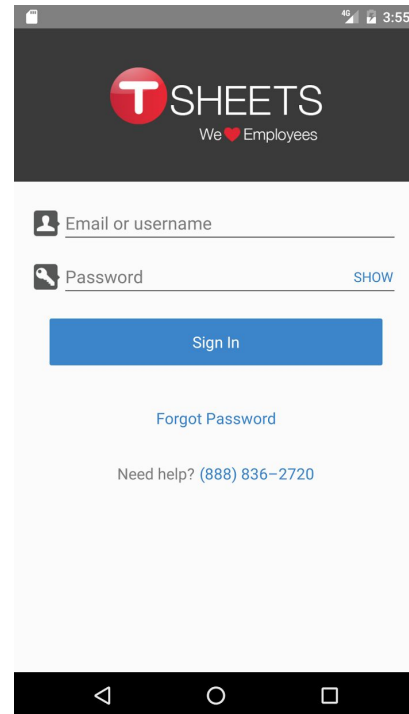 4G 3:55
TSHEETS
We Employees
Email or username
Password SHOW
Sign In
Forgot Password
Need help? (888) 836-2720